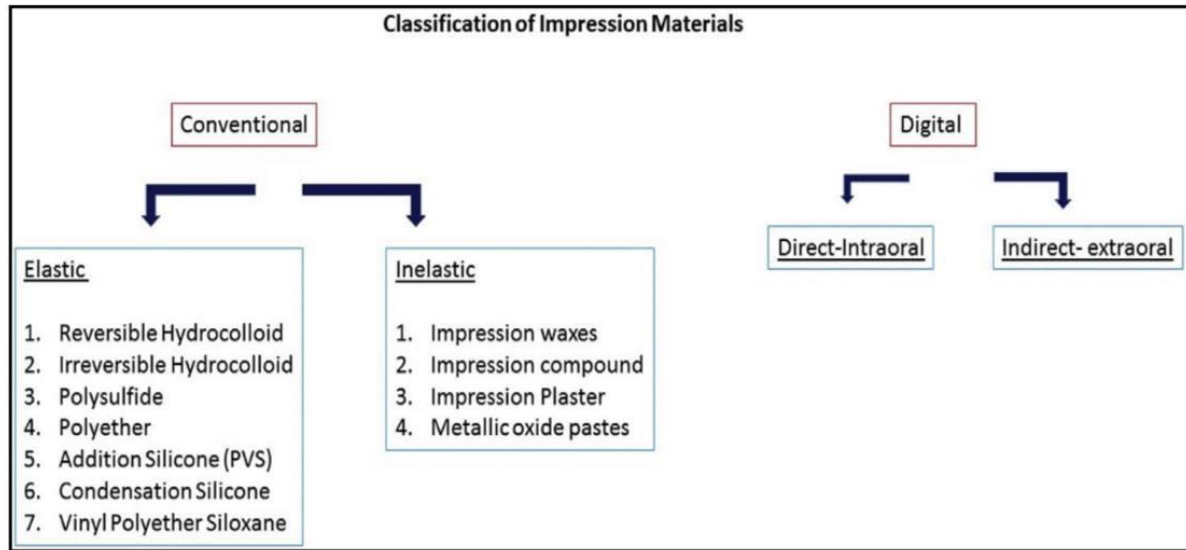 Classification of Impression Materials
Conventional
Digital
Elastic
1. Reversible Hydrocolloid
2. Irreversible Hydrocolloid
3. Polysulfide
4. Polyether
5. Addition Silicone (PVS)
6. Condensation Silicone
7. Vinyl Polyether Siloxane
Inelastic
1. Impression waxes
2. Impression compound
3. Impression Plaster
4. Metallic oxide pastes
Direct-Intraoral
Indirect- extraoral